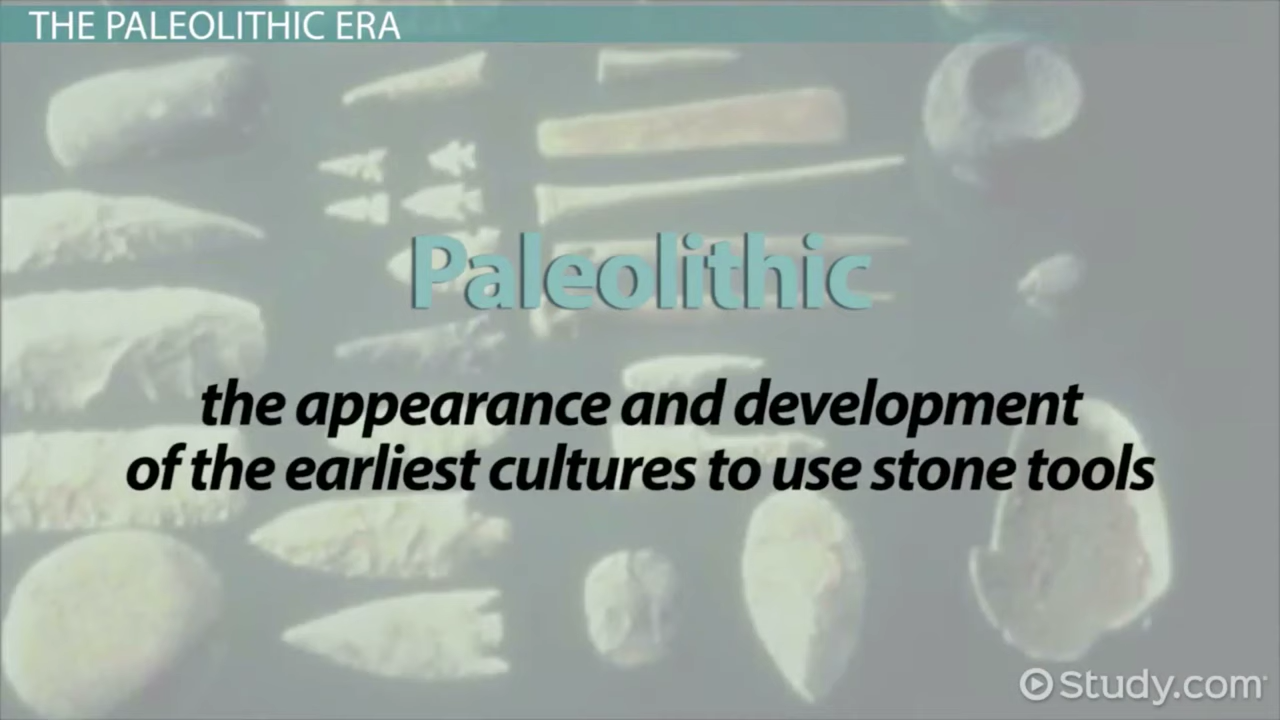 THE PALEOLITHIC ERA
Paleolithic
the appearance and development
of the earliest cultures to use stone tools
Study.com